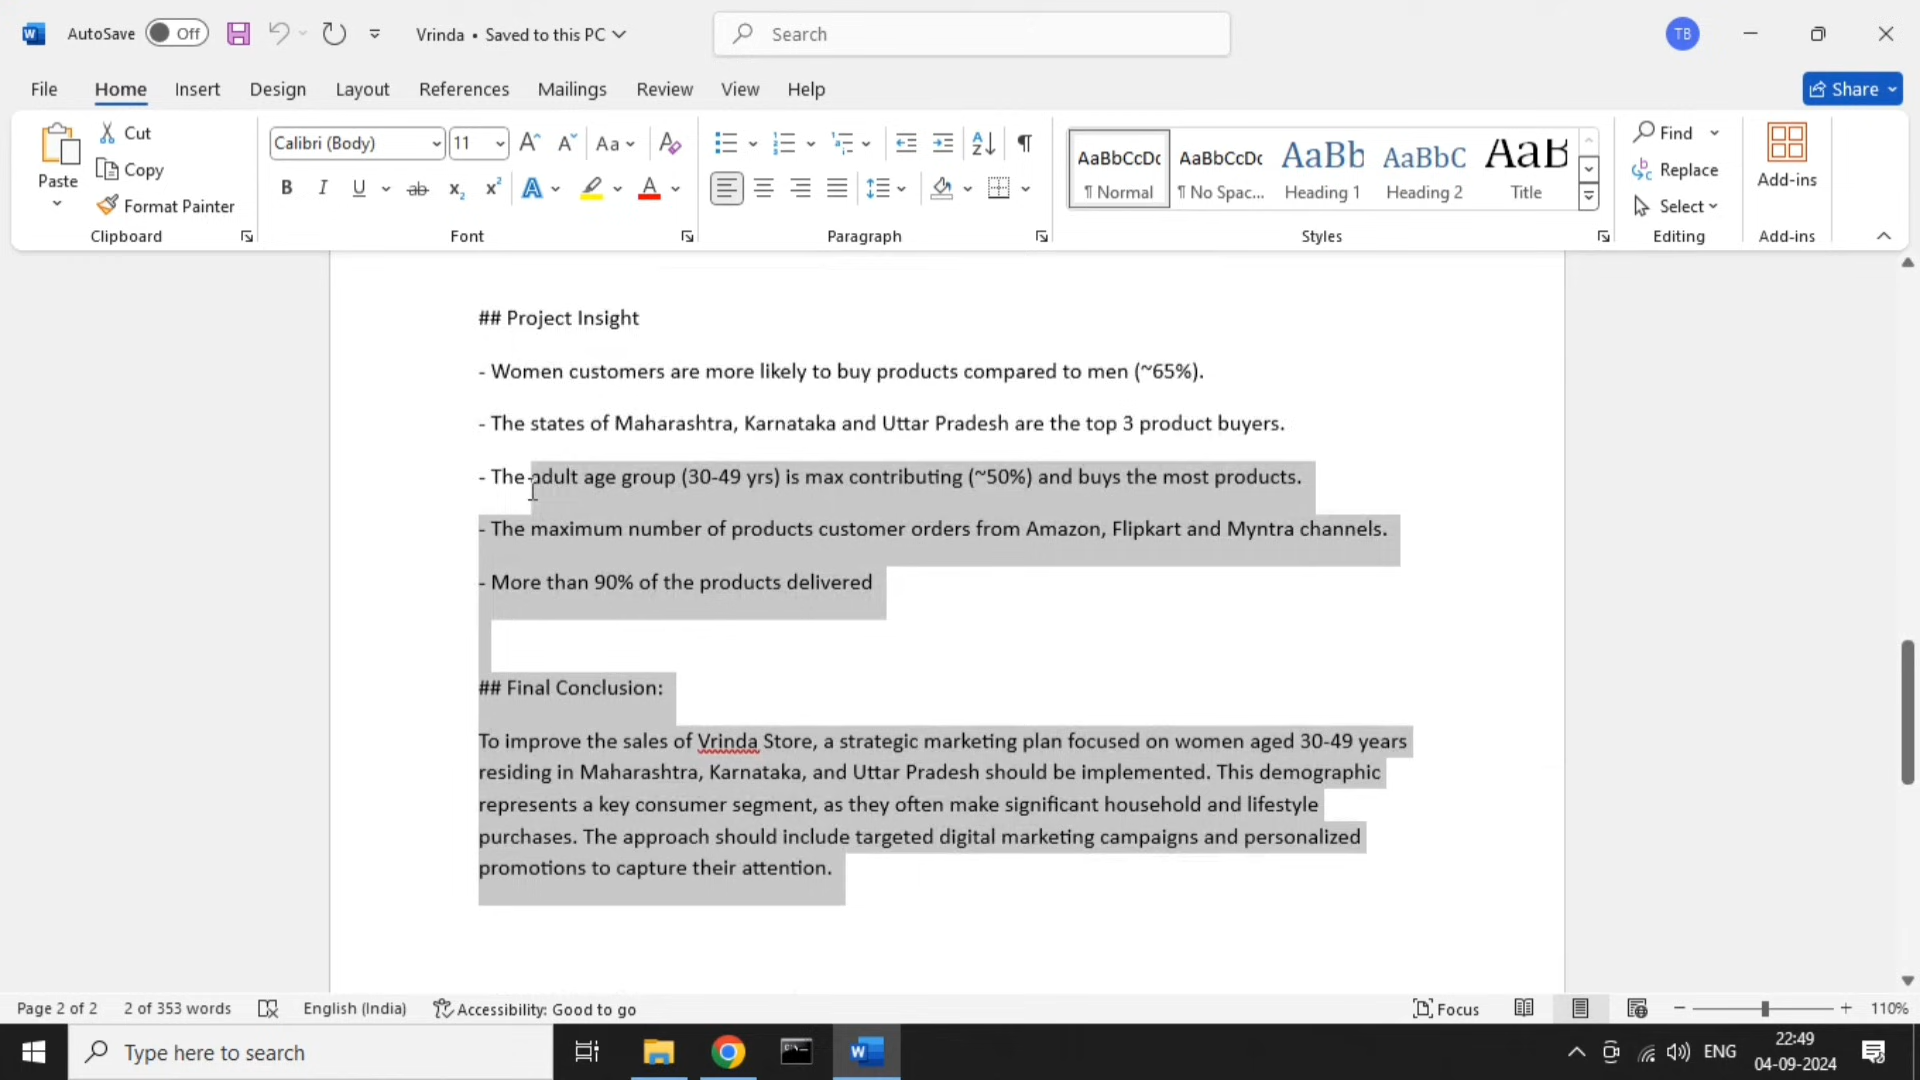 AutoSave Off Vrinda • Saved to this PC Search TB
File Home Insert Design Layout References Mailings Review View Help Share
Paste Cut Copy Format Painter Clipboard
Calibri (Body) 11 Aa B I U ab x₂ x² A A Font
Paragraph
AaBbCcDc AaBbCcDc AaBb AaBbC AaB
¶ Normal ¶ No Spac... Heading 1 Heading 2 Title
Styles
Find Replace Select Editing
Add-ins
Add-ins
## Project Insight
- Women customers are more likely to buy products compared to men (~65%).
- The states of Maharashtra, Karnataka and Uttar Pradesh are the top 3 product buyers.
- The adult age group (30-49 yrs) is max contributing (~50%) and buys the most products.
- The maximum number of products customer orders from Amazon, Flipkart and Myntra channels.
- More than 90% of the products delivered
## Final Conclusion:
To improve the sales of Vrinda Store, a strategic marketing plan focused on women aged 30-49 years
residing in Maharashtra, Karnataka, and Uttar Pradesh should be implemented. This demographic
represents a key consumer segment, as they often make significant household and lifestyle
purchases. The approach should include targeted digital marketing campaigns and personalized
promotions to capture their attention.
Page 2 of 2 2 of 353 words English (India) Accessibility: Good to go Focus 110%
Type here to search ENG 22:49
04-09-2024